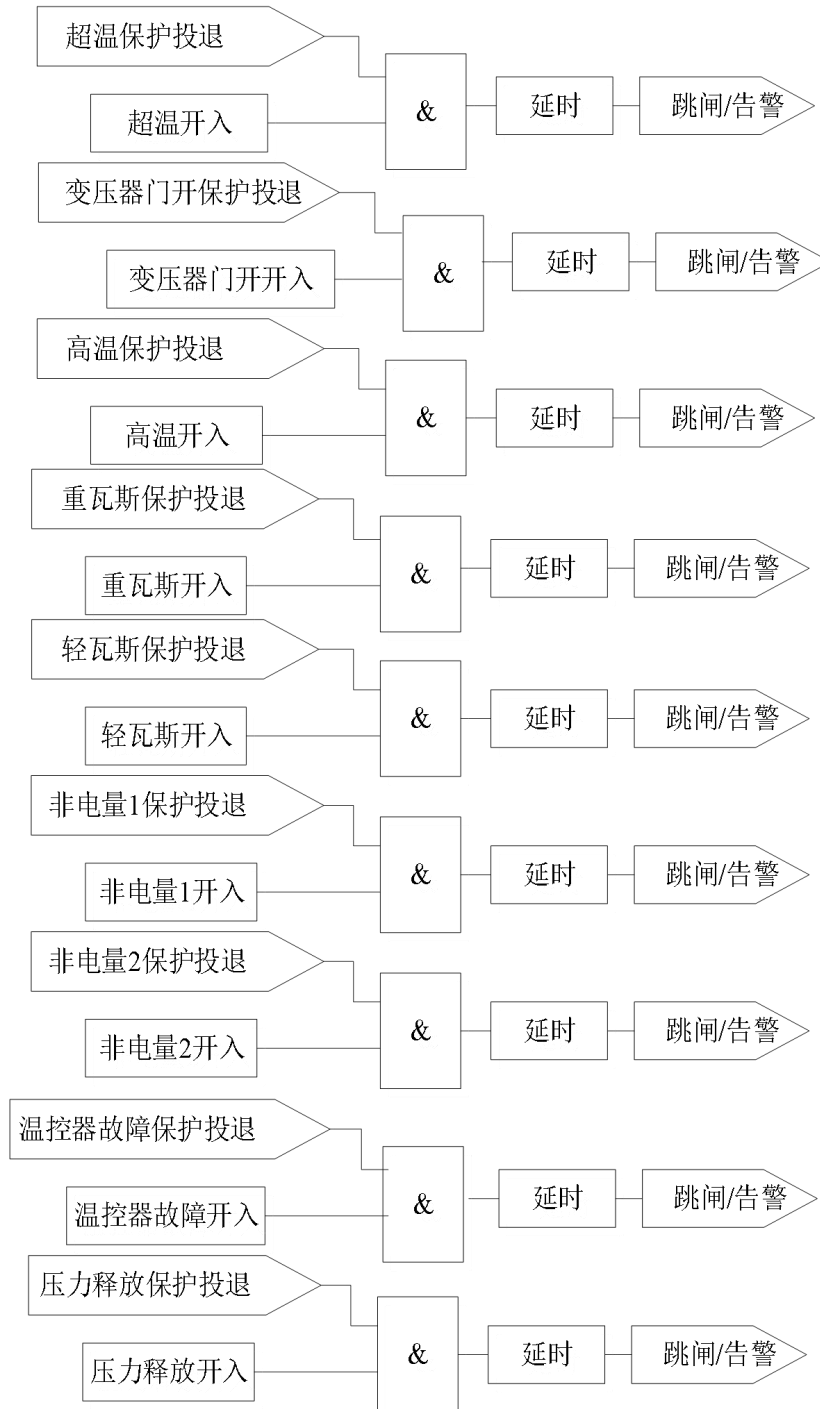 超温保护投退
超温开入
&
延时
跳闸/告警
变压器门开保护投退
变压器门开开入
&
延时
跳闸/告警
高温保护投退
高温开入
&
延时
跳闸/告警
重瓦斯保护投退
重瓦斯开入
&
延时
跳闸/告警
轻瓦斯保护投退
轻瓦斯开入
&
延时
跳闸/告警
非电量1保护投退
非电量1开入
&
延时
跳闸/告警
非电量2保护投退
非电量2开入
&
延时
跳闸/告警
温控器故障保护投退
温控器故障开入
&
延时
跳闸/告警
压力释放保护投退
压力释放开入
&
延时
跳闸/告警